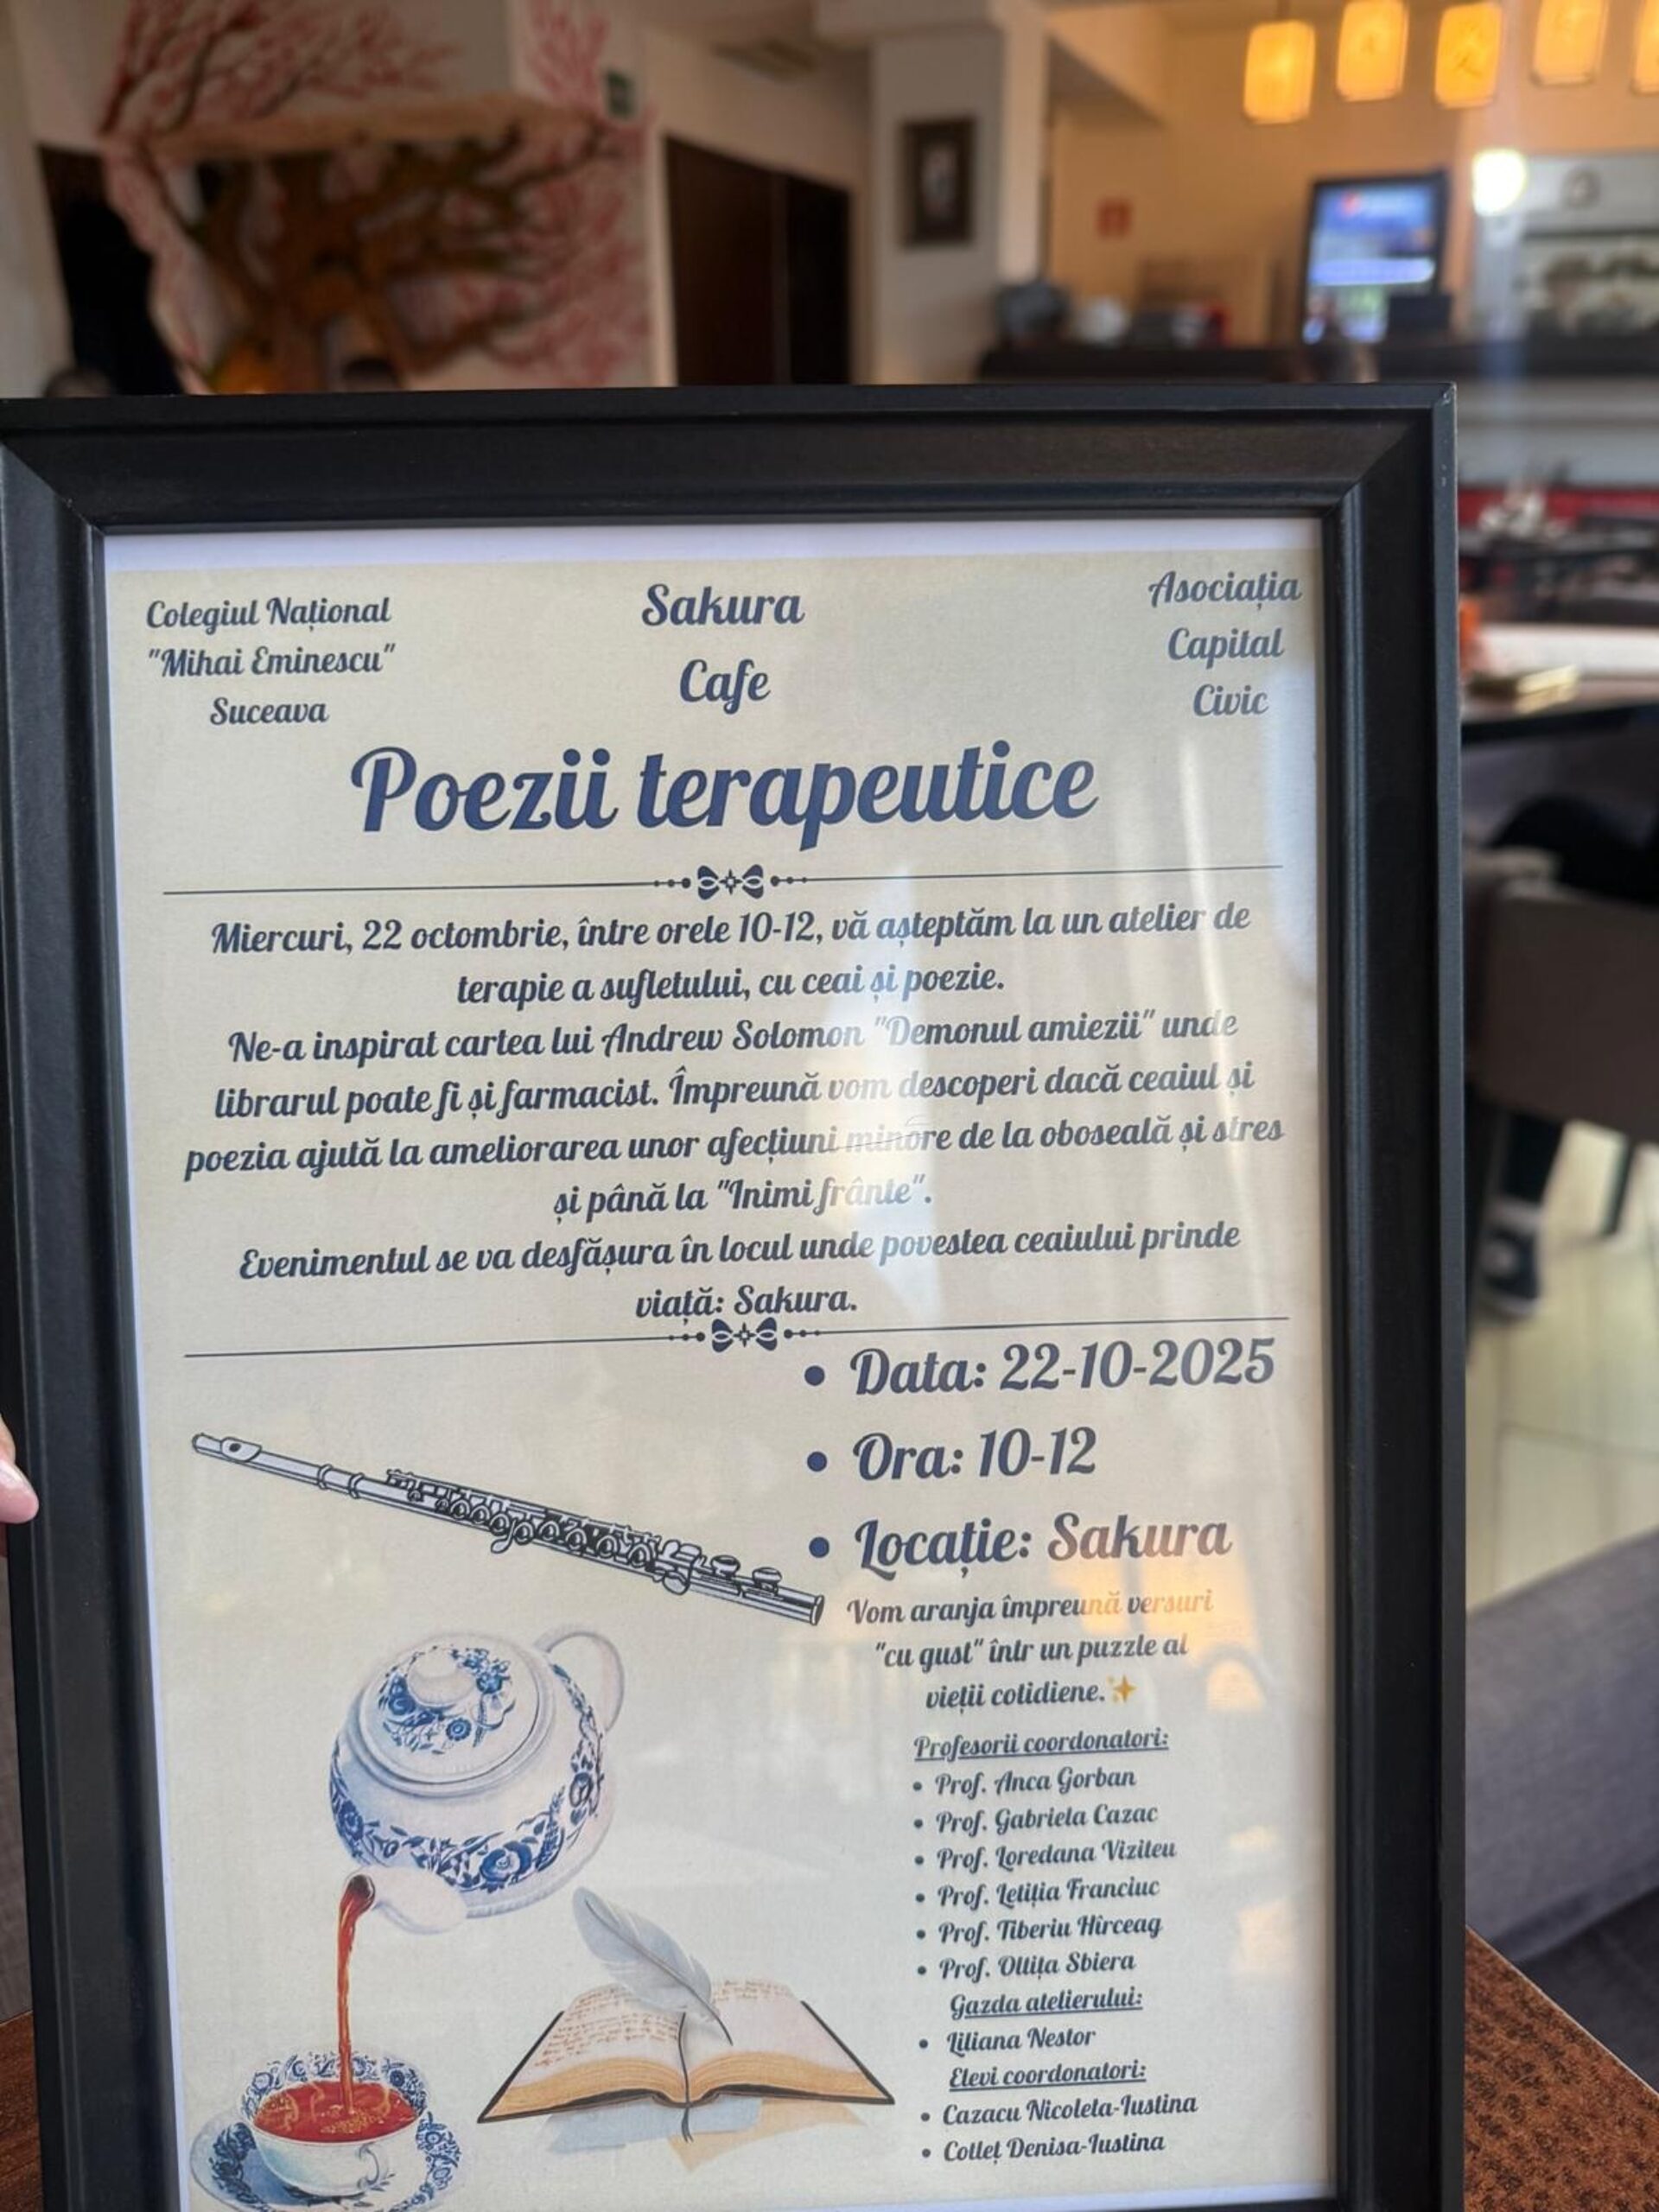 Colegiul Național
"Mihai Eminescu"
Suceava
Sakura
Cafe
Asociația
Capital
Civic
Poezii terapeutice
Miercuri, 22 octombrie, între orele 10-12, vă așteptăm la un atelier de
terapie a sufletului, cu ceai și poezie.
Ne-a inspirat cartea lui Andrew Solomon "Demonul amiezii" unde
librarul poate fi și farmacist. Împreună vom descoperi dacă ceaiul și
poezia ajută la ameliorarea unor afecțiuni minore de la oboseală și stres
și până la "Inimi frânte".
Evenimentul se va desfășura în locul unde povestea ceaiului prinde
viață: Sakura.
• Data: 22-10-2025
• Ora: 10-12
• Locație: Sakura
Vom aranja împreună versuri
"cu gust" într un puzzle al
vieții cotidiene.✨
Profesorii coordonatori:
• Prof. Anca Gorban
• Prof. Gabriela Cazac
• Prof. Loredana Viziteu
• Prof. Letiția Franciuc
• Prof. Tiberiu Hîrceag
• Prof. Oltița Sbiera
Gazda atelierului:
• Liliana Nestor
Elevi coordonatori:
• Cazacu Nicoleta-Iustina
• Cotleț Denisa-Iustina